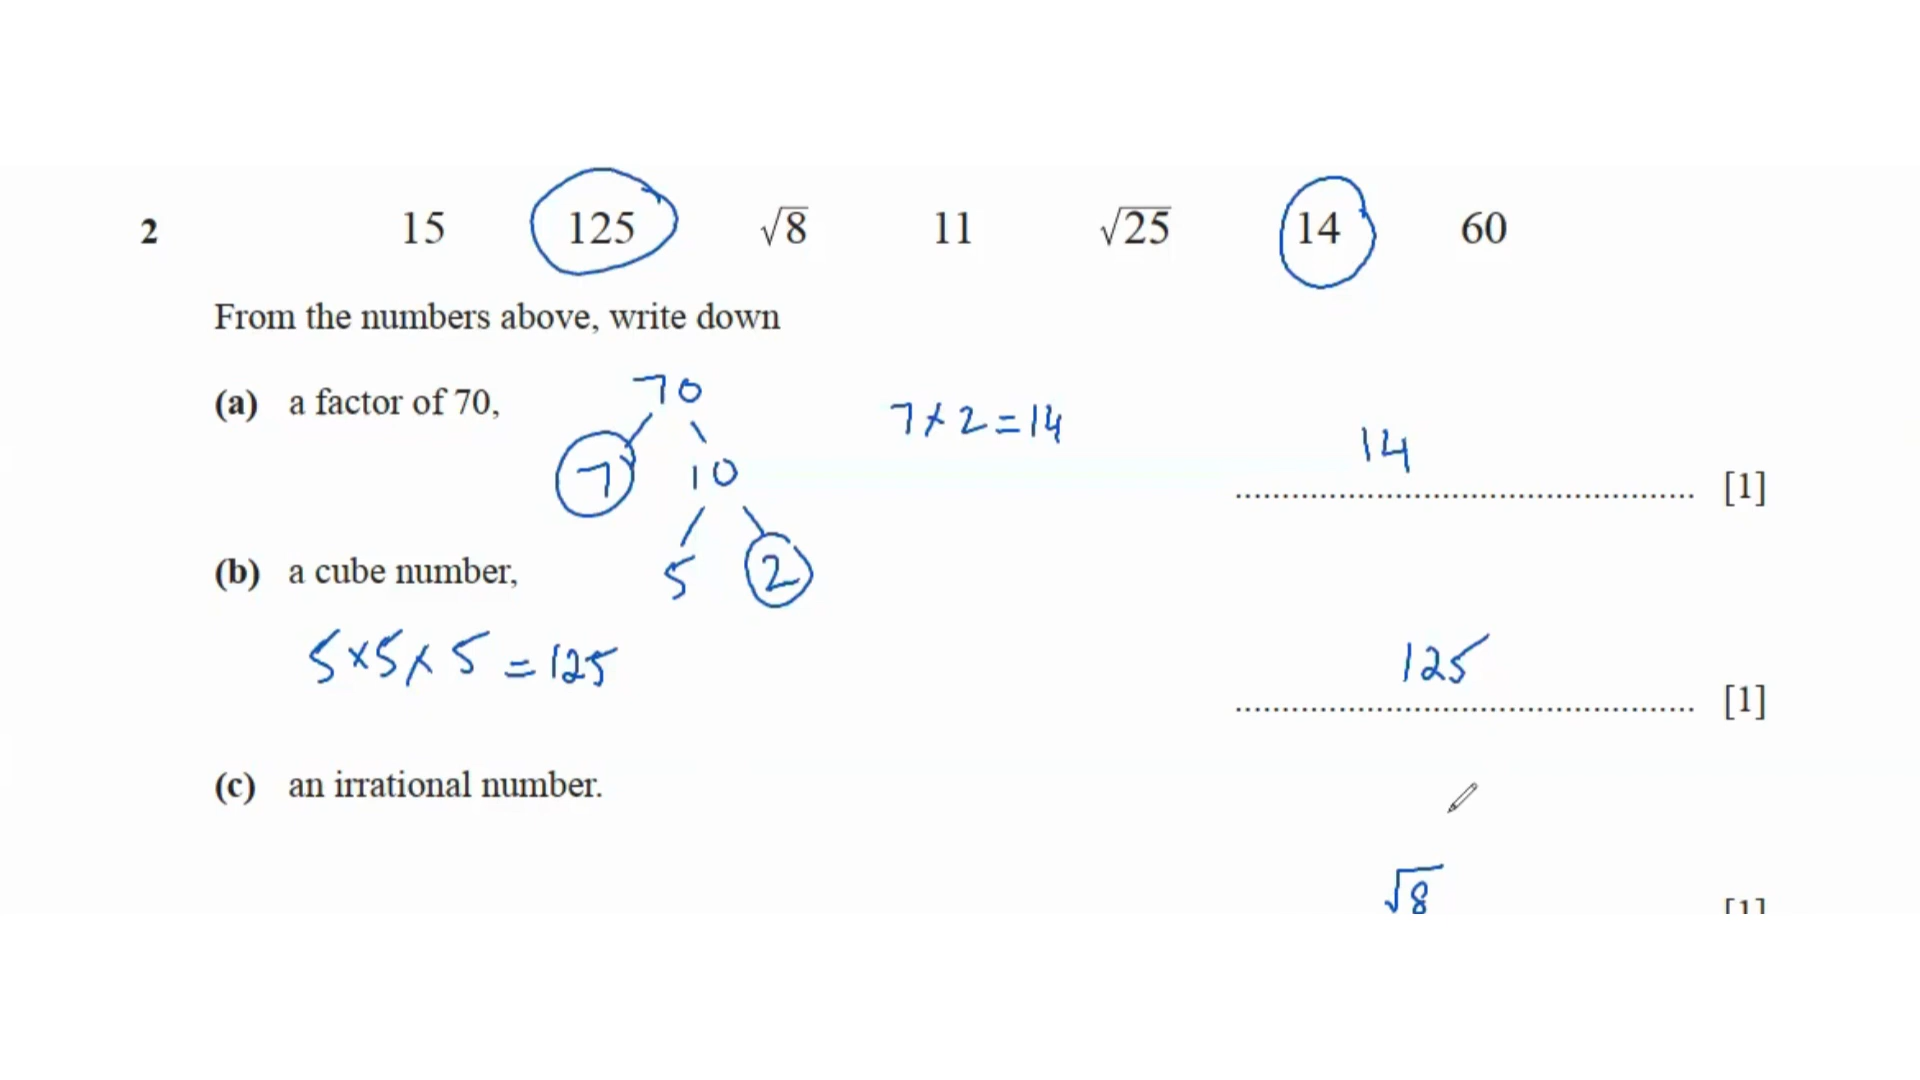 2 15 125 √8 11 √25 14 60
From the numbers above, write down
(a) a factor of 70,
70
7 × 2 = 14
14
7 10
.................................................. [1]
(b) a cube number,
5 2
5 × 5 × 5 = 125
125
.................................................. [1]
(c) an irrational number.
√8
[1]